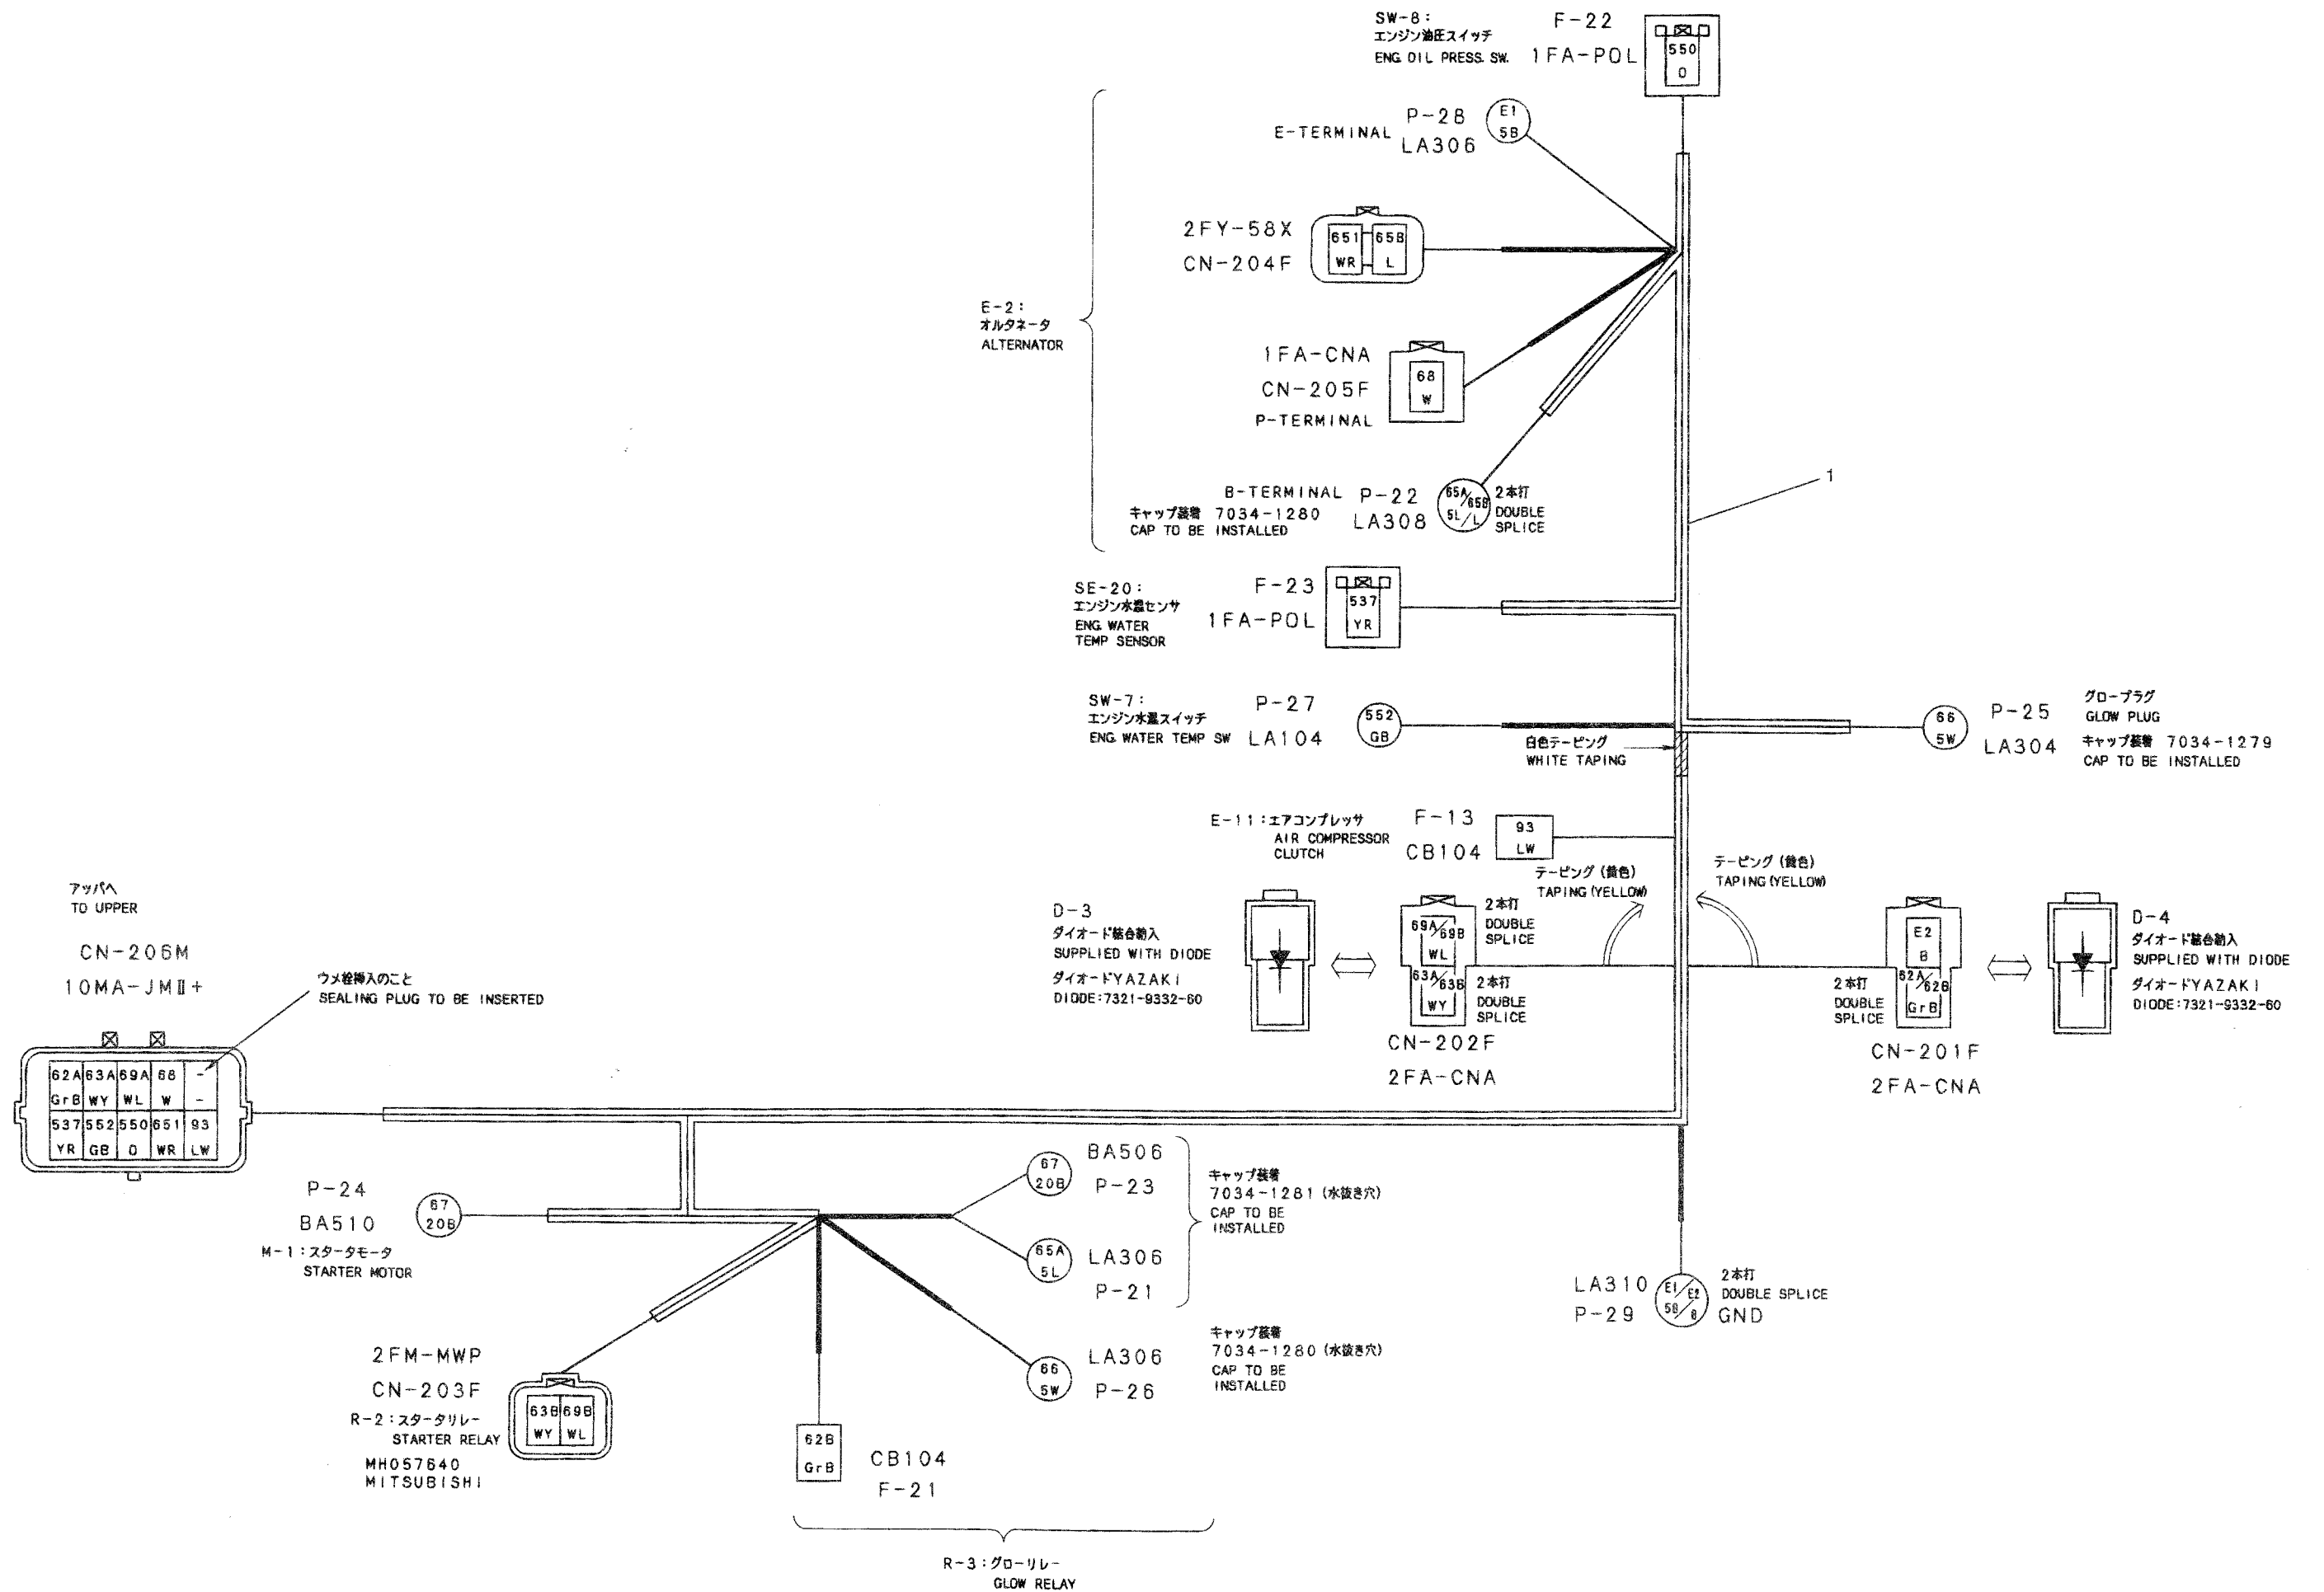 SW-8:
エンジン油圧スイッチ
ENG. OIL PRESS. SW.
F-22
1FA-POL
550
O
E-2:
オルタネータ
ALTERNATOR
E-TERMINAL
P-28
LA306
E1
5B
2FY-58X
CN-204F
651 65B
WR L
1FA-CNA
CN-205F
P-TERMINAL
68
W
B-TERMINAL
キャップ装着 7034-1280
CAP TO BE INSTALLED
P-22
LA308
65A/65B
5L/L
2本打
DOUBLE
SPLICE
1
SE-20:
エンジン水温センサ
ENG. WATER
TEMP SENSOR
F-23
1FA-POL
537
YR
SW-7:
エンジン水温スイッチ
ENG. WATER TEMP SW
P-27
LA104
552
GB
白色テーピング
WHITE TAPING
66
5W
P-25
LA304
グロープラグ
GLOW PLUG
キャップ装着 7034-1279
CAP TO BE INSTALLED
E-11:エアコンプレッサ
AIR COMPRESSOR
CLUTCH
F-13
CB104
93
LW
テーピング(黄色)
TAPING(YELLOW)
テーピング(黄色)
TAPING(YELLOW)
D-3
ダイオード結合納入
SUPPLIED WITH DIODE
ダイオードYAZAKI
DIODE:7321-9332-60
69A/69B
WL
63A/63B
WY
2本打
DOUBLE
SPLICE
2本打
DOUBLE
SPLICE
CN-202F
2FA-CNA
E2
B
62A/62B
GrB
2本打
DOUBLE
SPLICE
CN-201F
2FA-CNA
D-4
ダイオード結合納入
SUPPLIED WITH DIODE
ダイオードYAZAKI
DIODE:7321-9332-60
アッパへ
TO UPPER
CN-206M
10MA-JMⅡ+
ウメ栓挿入のこと
SEALING PLUG TO BE INSERTED
62A 63A 69A 68 -
GrB WY WL W -
537 552 550 651 93
YR GB O WR LW
P-24
BA510
67
20B
M-1:スタータモータ
STARTER MOTOR
67
20B
BA506
P-23
65A
5L
LA306
P-21
キャップ装着
7034-1281(水抜き穴)
CAP TO BE
INSTALLED
66
5W
LA306
P-26
キャップ装着
7034-1280(水抜き穴)
CAP TO BE
INSTALLED
2FM-MWP
CN-203F
R-2:スタータリレー
STARTER RELAY
MH057640
MITSUBISHI
63B 69B
WY WL
62B
GrB
CB104
F-21
R-3:グローリレー
GLOW RELAY
LA310
P-29
E1/E2
5B/B
2本打
DOUBLE SPLICE
GND